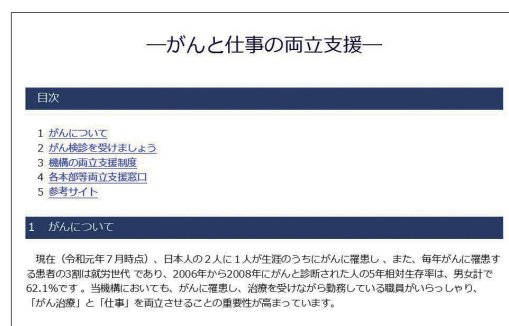 ―がんと仕事の両立支援―
目次
1 がんについて
2 がん検診を受けましょう
3 機構の両立支援制度
4 各本部等両立支援窓口
5 参考サイト
1 がんについて
現在（令和元年７月時点）、日本人の２人に１人が生涯のうちにがんに罹患し、また、毎年がんに罹患す
る患者の3割は就労世代 であり、2006年から2008年にがんと診断された人の5年相対生存率は、男女計で
62.1%です 。当機構においても、がんに罹患し、治療を受けながら勤務している職員がいらっしゃり、
「がん治療」と「仕事」を両立させることの重要性が高まっています。